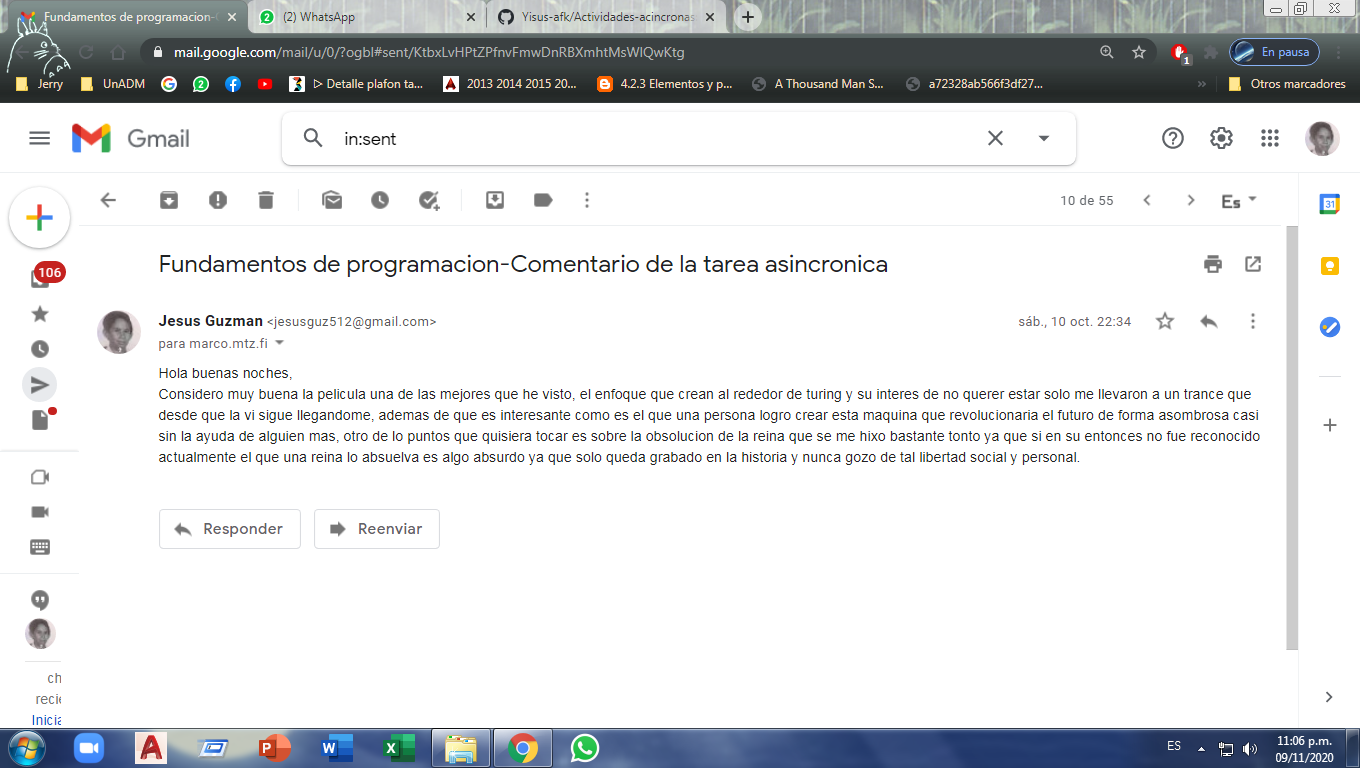 Fundamentos de programacion-C
(2) WhatsApp
Yisus-afk/Actividades-acincronas
mail.google.com/mail/u/0/?ogbl#sent/KtbxLvHPtZPfnvFmwDnRBXmhtMsWlQwKtg
1
En pausa
Jerry
UnADM
2
▷ Detalle plafon ta...
2013 2014 2015 20...
4.2.3 Elementos y p...
A Thousand Man S...
a72328ab566f3df27...
»
Otros marcadores
Gmail
in:sent
10 de 55
Es
31
106
Fundamentos de programacion-Comentario de la tarea asincronica
Jesus Guzman <jesusguz512@gmail.com>
sáb., 10 oct. 22:34
para marco.mtz.fi
Hola buenas noches,
Considero muy buena la pelicula una de las mejores que he visto, el enfoque que crean al rededor de turing y su interes de no querer estar solo me llevaron a un trance que
desde que la vi sigue llegandome, ademas de que es interesante como es el que una persona logro crear esta maquina que revolucionaria el futuro de forma asombrosa casi
sin la ayuda de alguien mas, otro de lo puntos que quisiera tocar es sobre la obsolucion de la reina que se me hixo bastante tonto ya que si en su entonces no fue reconocido
actualmente el que una reina lo absuelva es algo absurdo ya que solo queda grabado en la historia y nunca gozo de tal libertad social y personal.
Responder
Reenviar
ch
recie
Inicia
ES
11:06 p.m.
09/11/2020